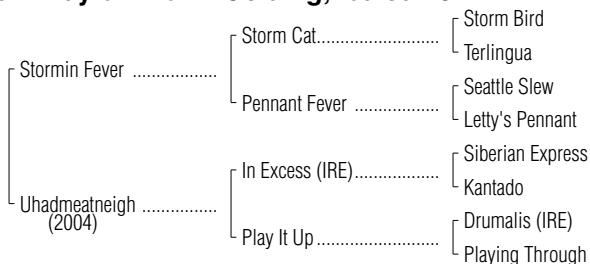 Storm Bird
Storm Cat....................
Terlingua
Stormin Fever .................
Seattle Slew
Pennant Fever .................
Letty's Pennant
Siberian Express
In Excess (IRE).................
Kantado
Uhadmeatneigh ...............
(2004)
Drumalis (IRE)
Play It Up.........................
Playing Through